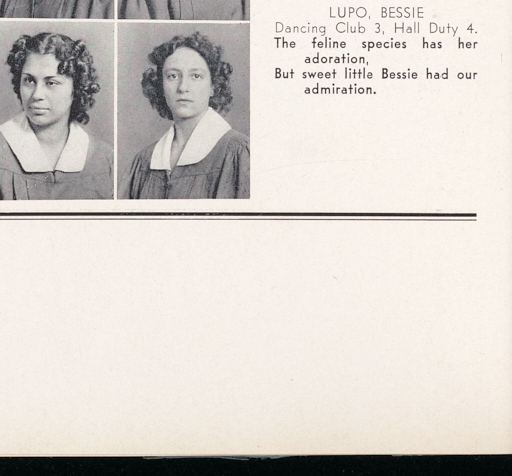 LUPO, BESSIE
Dancing Club 3, Hall Duty 4.
The feline species has her
adoration,
But sweet little Bessie had our
admiration.